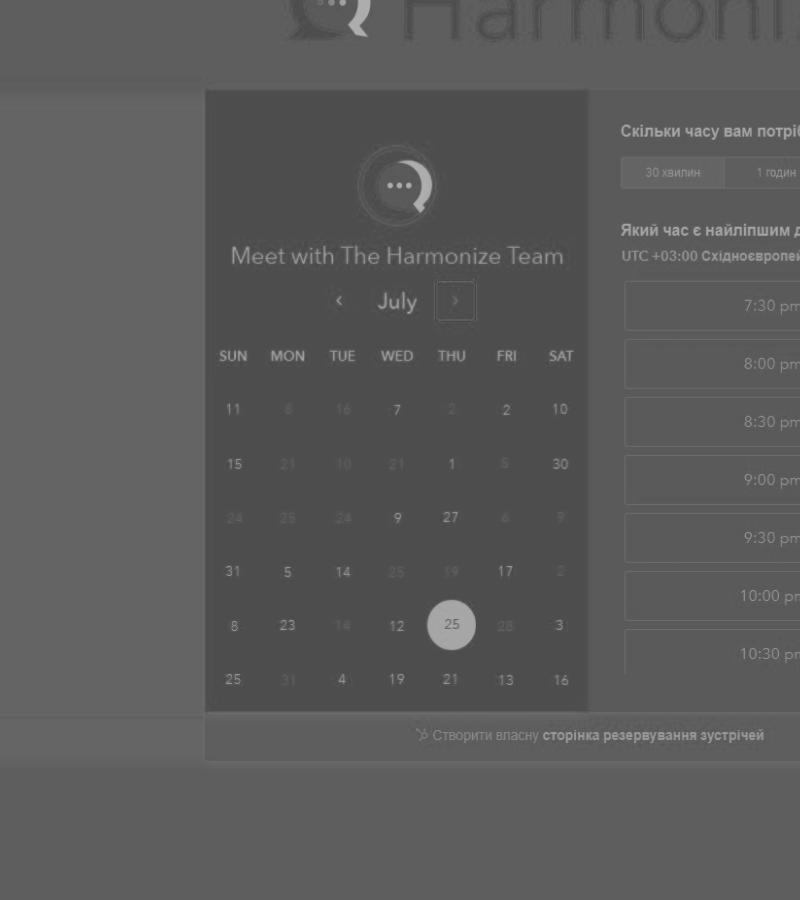 Harmoniz
Meet with The Harmonize Team
July
SUN MON TUE WED THU FRI SAT
11 6 16 7 2 2 10
15 21 10 21 1 5 30
24 25 24 9 27 6 9
31 5 14 25 19 17 2
8 23 14 12 25 28 3
25 31 4 19 21 13 16
Скільки часу вам потріб
30 хвилин 1 годин
Який час є найліпшим д
UTC +03:00 Східноєвропей
7:30 pm
8:00 pm
8:30 pm
9:00 pm
9:30 pm
10:00 pm
10:30 pm
Створити власну сторінка резервування зустрічей